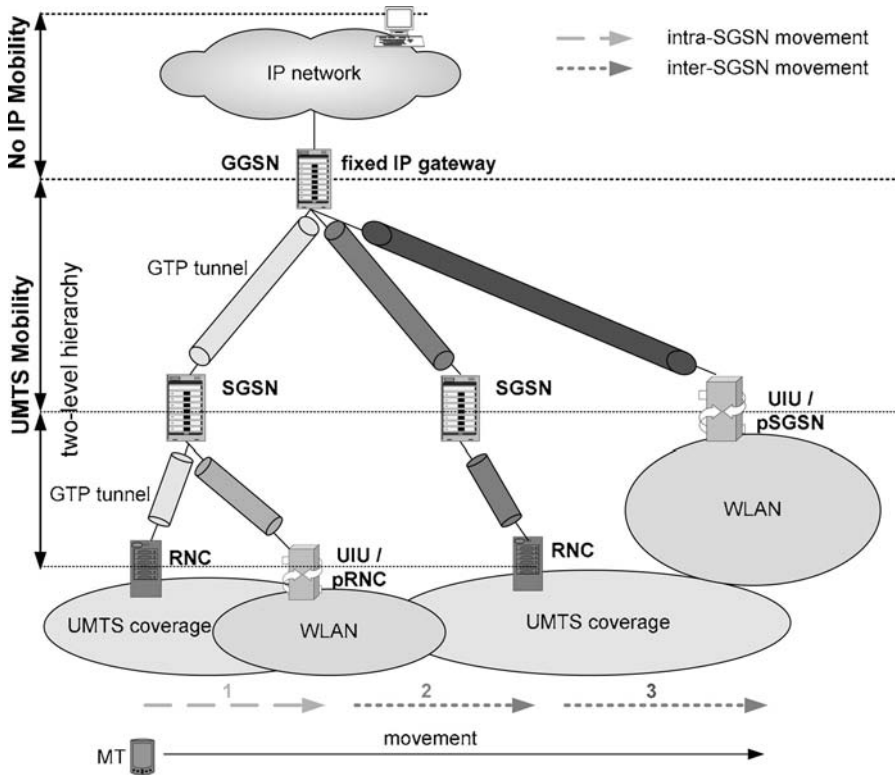 No IP Mobility
IP network
intra-SGSN movement
inter-SGSN movement
GGSN
fixed IP gateway
UMTS Mobility
two-level hierarchy
GTP tunnel
SGSN
SGSN
UIU /
pSGSN
GTP tunnel
WLAN
RNC
UIU /
pRNC
RNC
UMTS coverage
WLAN
UMTS coverage
1
2
3
movement
MT